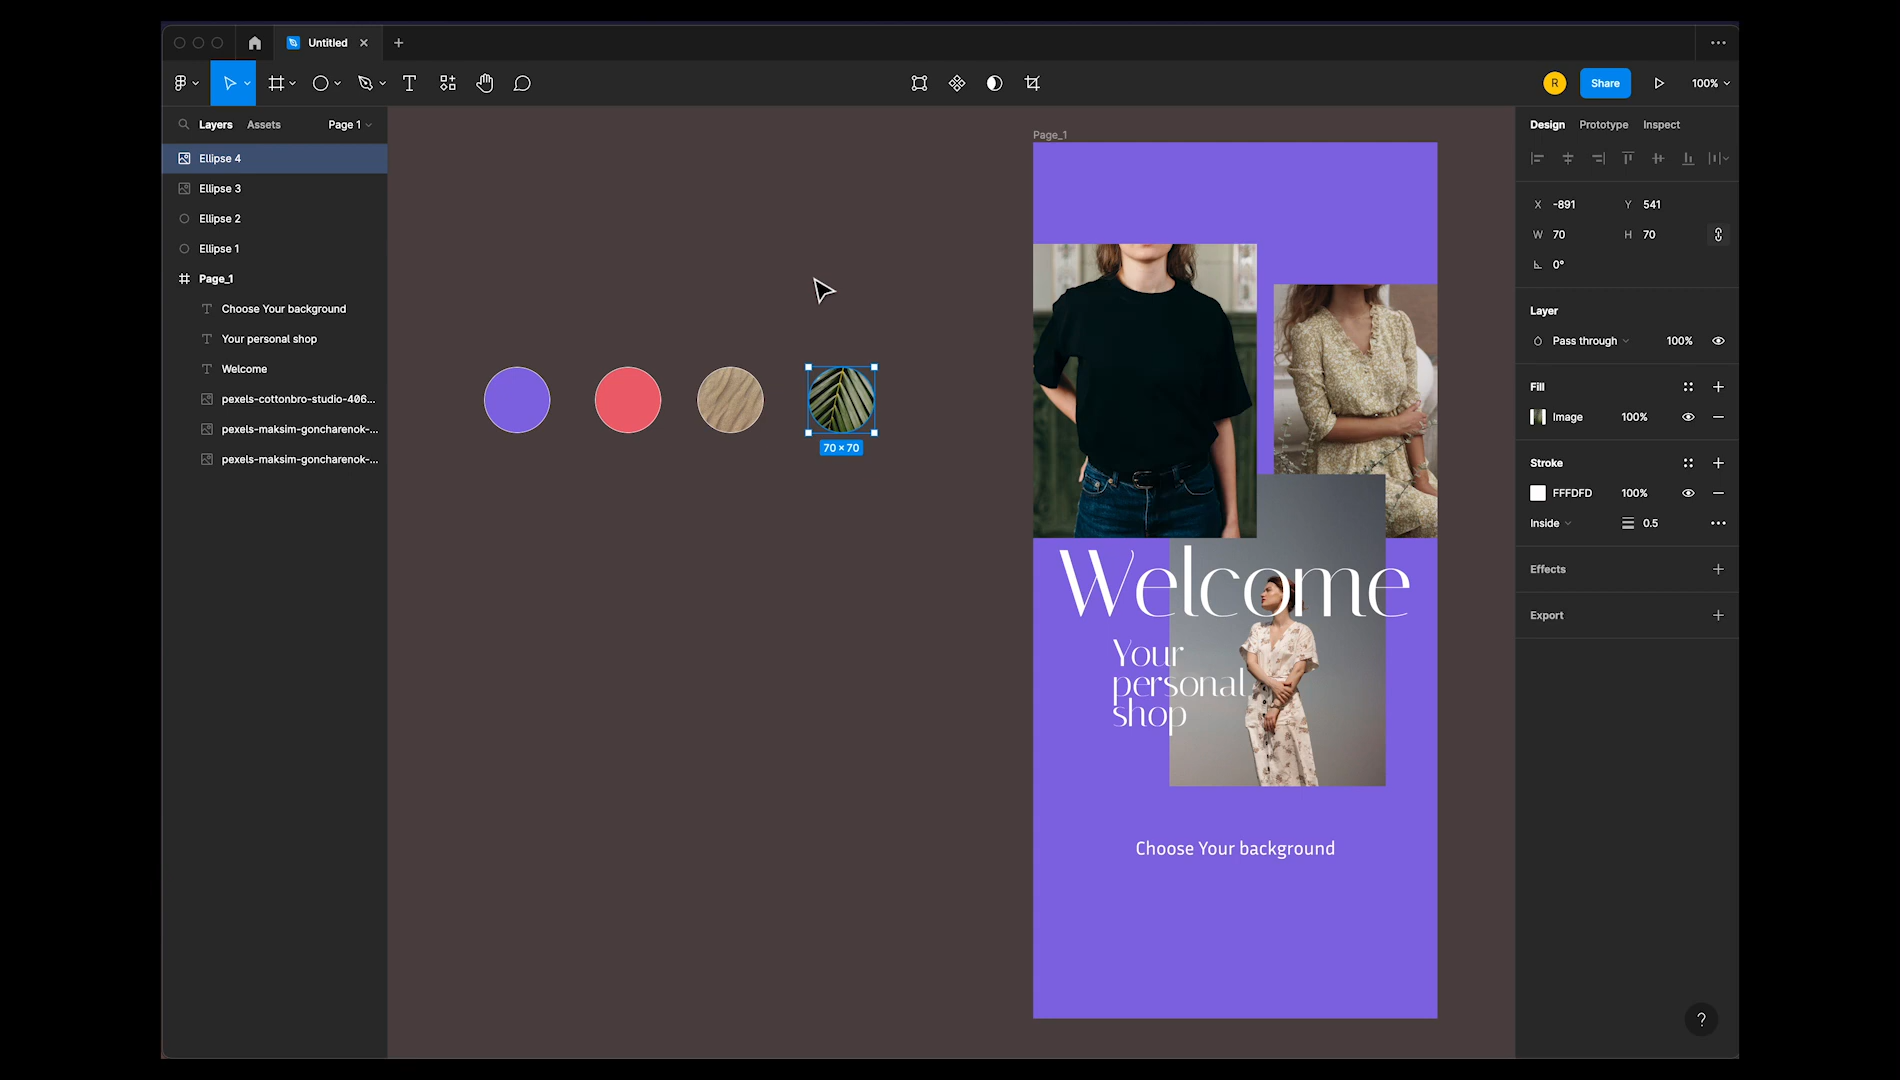 Untitled
R
Share
100%
Layers
Assets
Page 1
Ellipse 4
Ellipse 3
Ellipse 2
Ellipse 1
Page_1
Choose Your background
Your personal shop
Welcome
pexels-cottonbro-studio-406...
pexels-maksim-goncharenok-...
pexels-maksim-goncharenok-...
70 × 70
Page_1
Welcome
Your
personal
shop
Choose Your background
Design
Prototype
Inspect
X -891
Y 541
W 70
H 70
0°
Layer
Pass through
100%
Fill
Image
100%
Stroke
FFFDFD
100%
Inside
0.5
Effects
Export
?